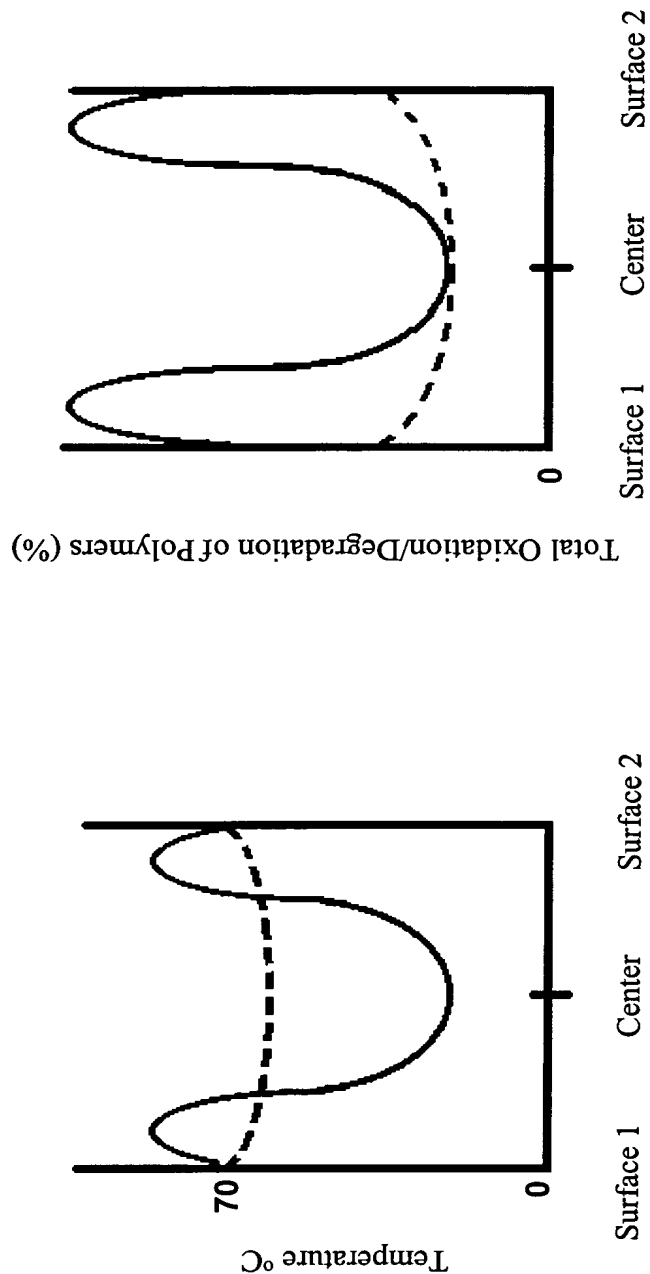 Total Oxidation/Degradation of Polymers (%)
0
Surface 1 Center Surface 2
Temperature °C
70
0
Surface 1 Center Surface 2